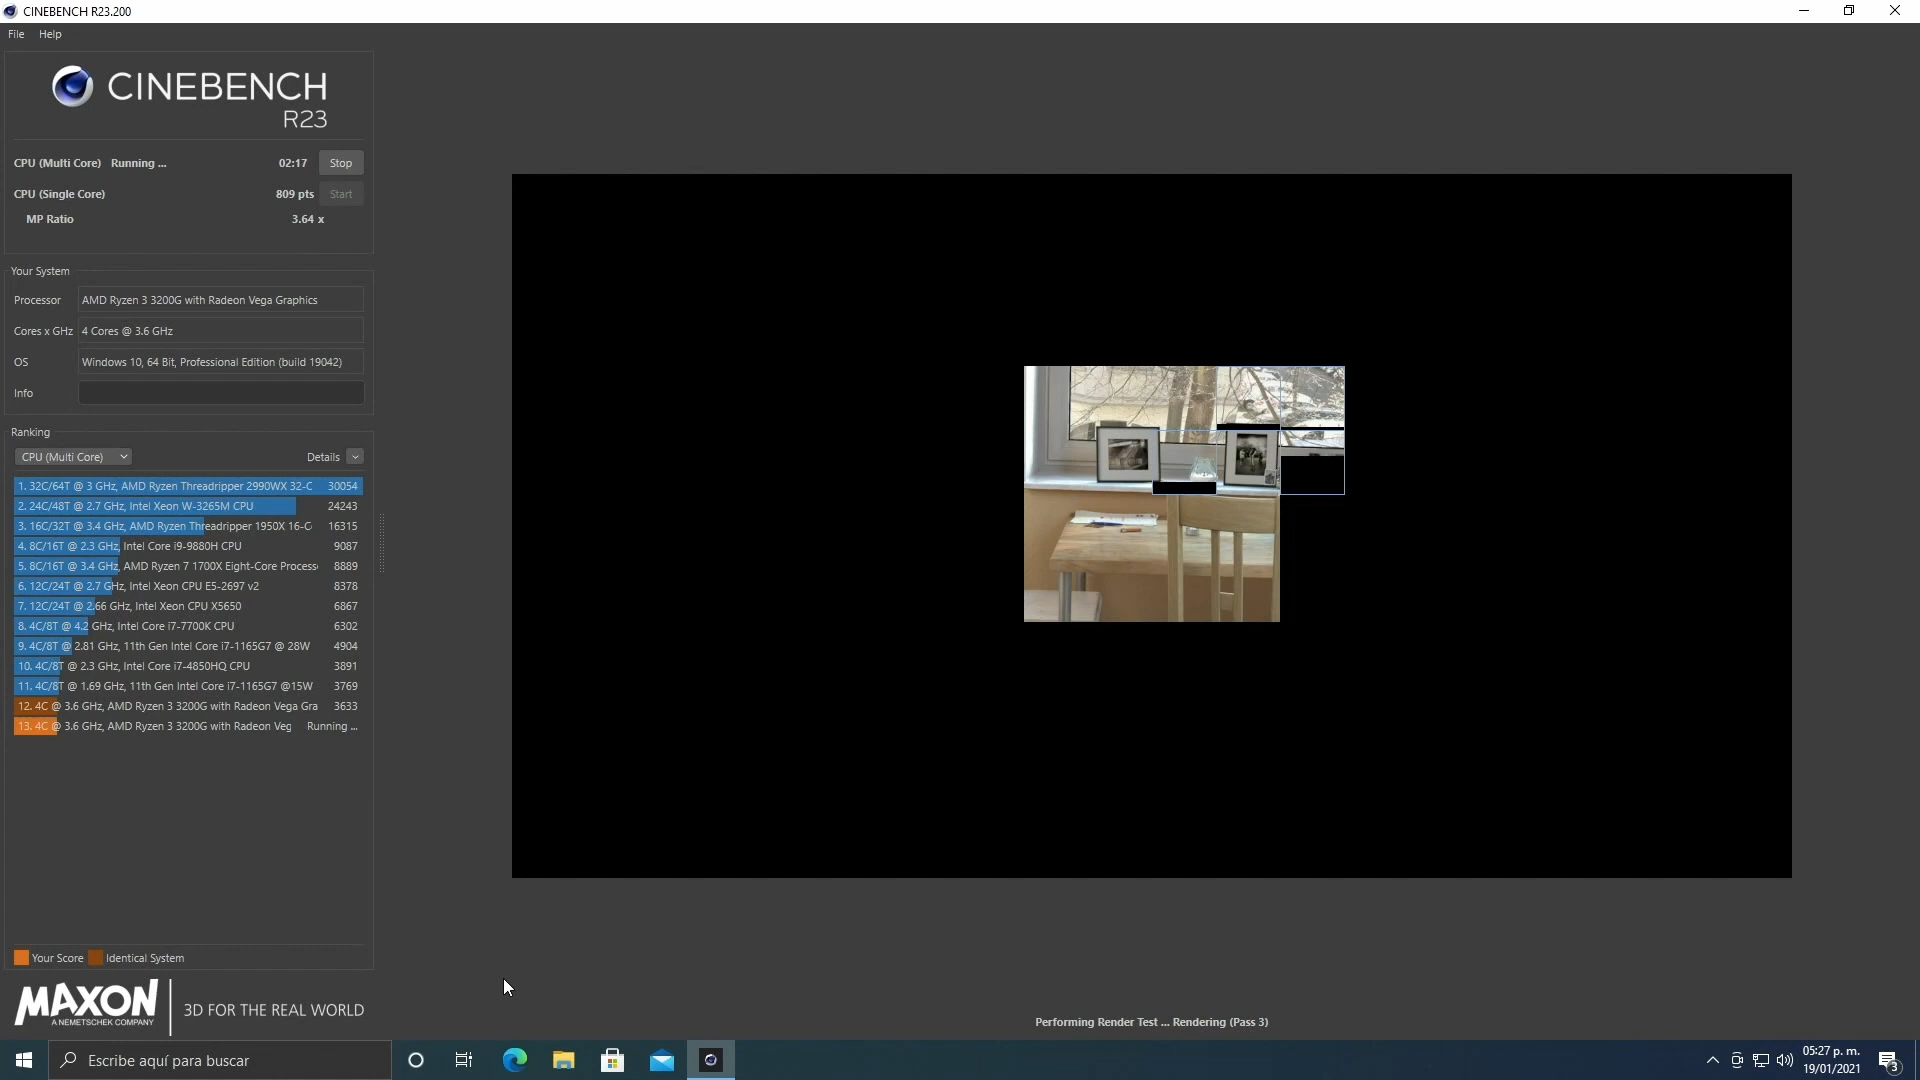 CINEBENCH R23.200
File Help
CINEBENCH
R23
CPU (Multi Core) Running ... 02:17 Stop
CPU (Single Core) 809 pts Start
MP Ratio 3.64 x
Your System
Processor AMD Ryzen 3 3200G with Radeon Vega Graphics
Cores x GHz 4 Cores @ 3.6 GHz
OS Windows 10, 64 Bit, Professional Edition (build 19042)
Info
Ranking
CPU (Multi Core) Details
1. 32C/64T @ 3 GHz, AMD Ryzen Threadripper 2990WX 32-C 30054
2. 24C/48T @ 2.7 GHz, Intel Xeon W-3265M CPU 24243
3. 16C/32T @ 3.4 GHz, AMD Ryzen Threadripper 1950X 16-C 16315
4. 8C/16T @ 2.3 GHz, Intel Core i9-9880H CPU 9087
5. 8C/16T @ 3.4 GHz, AMD Ryzen 7 1700X Eight-Core Process 8889
6. 12C/24T @ 2.7 GHz, Intel Xeon CPU E5-2697 v2 8378
7. 12C/24T @ 2.66 GHz, Intel Xeon CPU X5650 6867
8. 4C/8T @ 4.2 GHz, Intel Core i7-7700K CPU 6302
9. 4C/8T @ 2.81 GHz, 11th Gen Intel Core i7-1165G7 @ 28W 4904
10. 4C/8T @ 2.3 GHz, Intel Core i7-4850HQ CPU 3891
11. 4C/8T @ 1.69 GHz, 11th Gen Intel Core i7-1165G7 @15W 3769
12. 4C @ 3.6 GHz, AMD Ryzen 3 3200G with Radeon Vega Gra 3633
13. 4C @ 3.6 GHz, AMD Ryzen 3 3200G with Radeon Veg Running ...
Your Score Identical System
MAXON
A NEMETSCHEK COMPANY
3D FOR THE REAL WORLD
Performing Render Test ... Rendering (Pass 3)
Escribe aquí para buscar
05:27 p. m.
19/01/2021
3